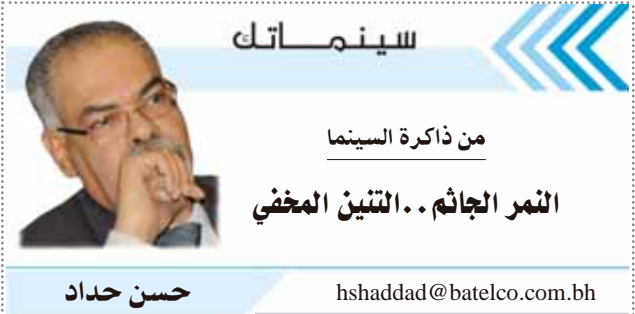 سينماتك
من ذاكرة السينما
النمر الجاثم..التنين المخفي
hshaddad@batelco.com.bh
حسن حداد